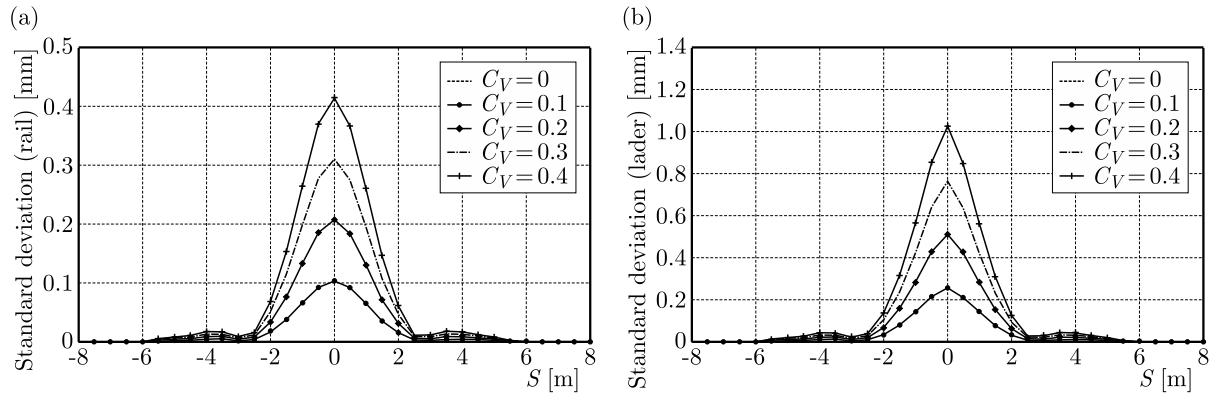 (a)
Standard deviation (rail) [mm]
0.5
0.4
0.3
0.2
0.1
0
C_V=0
C_V=0.1
C_V=0.2
C_V=0.3
C_V=0.4
-8 -6 -4 -2 0 2 4 6 8
S [m]
(b)
Standard deviation (lader) [mm]
1.4
1.2
1.0
0.8
0.6
0.4
0.2
0
C_V=0
C_V=0.1
C_V=0.2
C_V=0.3
C_V=0.4
-8 -6 -4 -2 0 2 4 6 8
S [m]